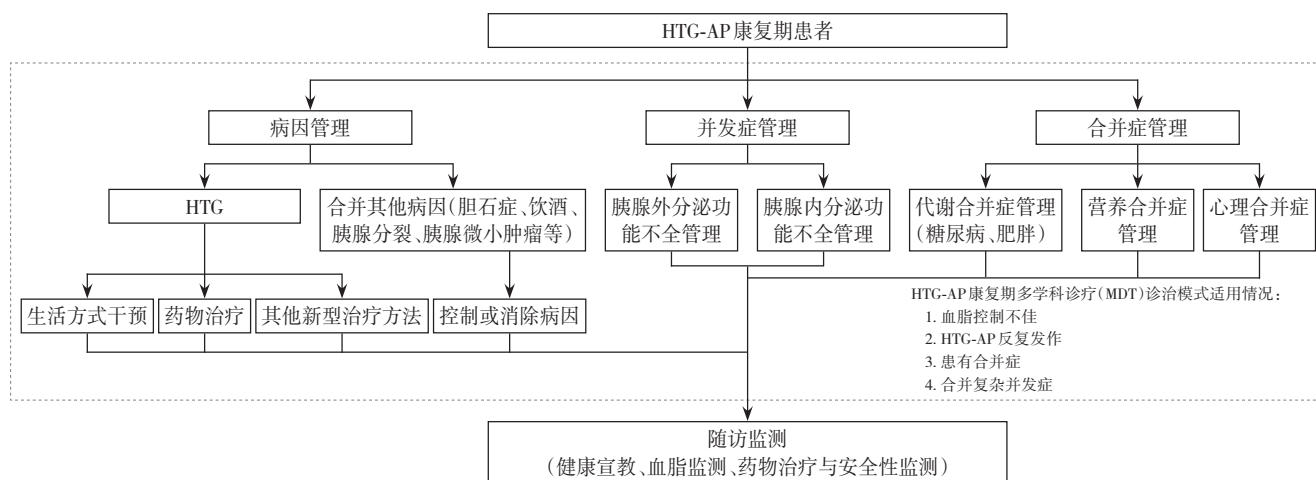 HTG-AP康复期患者
病因管理
并发症管理
合并症管理
HTG
合并其他病因(胆石症、饮酒、
胰腺分裂、胰腺微小肿瘤等)
胰腺外分泌功
能不全管理
胰腺内分泌功
能不全管理
代谢合并症管理
(糖尿病、肥胖)
营养合并症
管理
心理合并症
管理
生活方式干预
药物治疗
其他新型治疗方法
控制或消除病因
HTG-AP康复期多学科诊疗(MDT)诊治模式适用情况:
1. 血脂控制不佳
2. HTG-AP反复发作
3. 患有合并症
4. 合并复杂并发症
随访监测
(健康宣教、血脂监测、药物治疗与安全性监测)